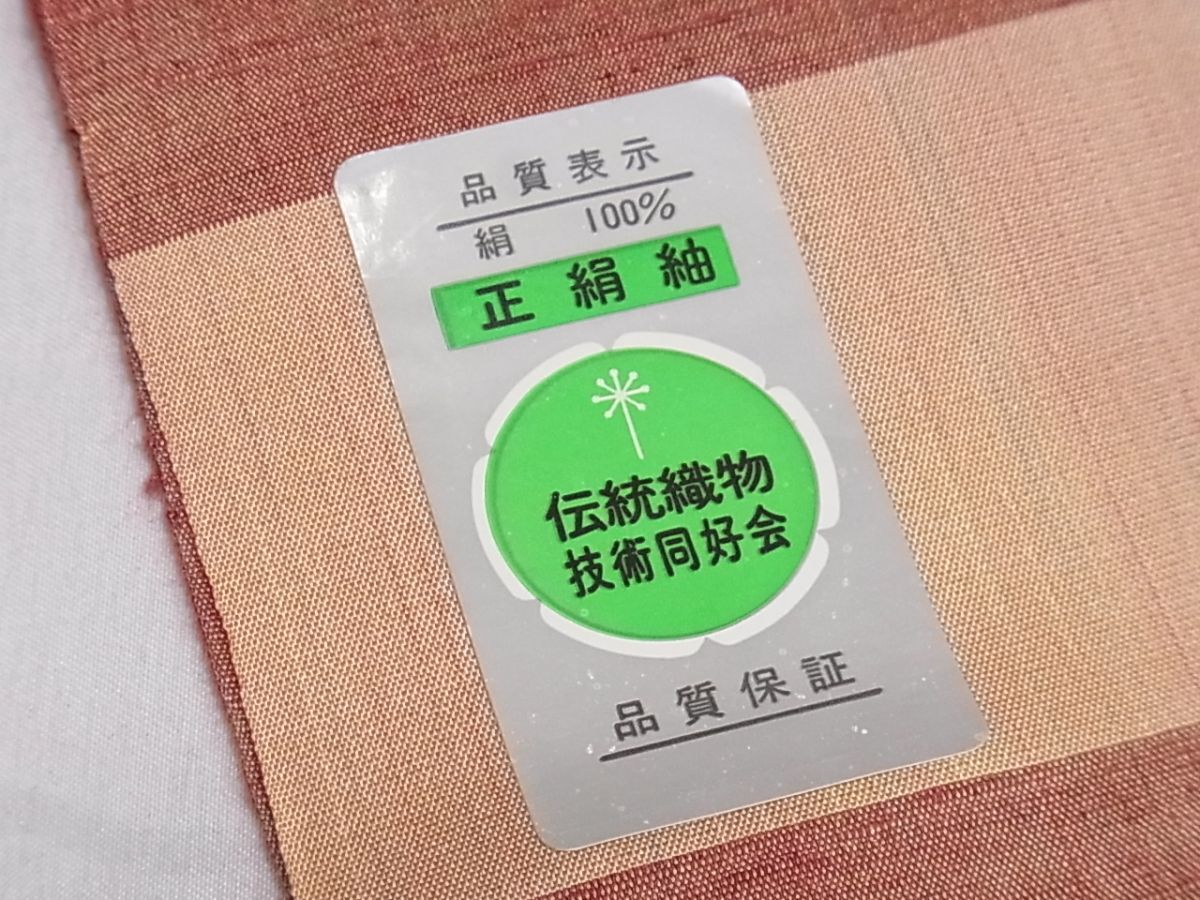 品質表示
絹 100%
正絹紬
伝統織物
技術同好会
品質保証